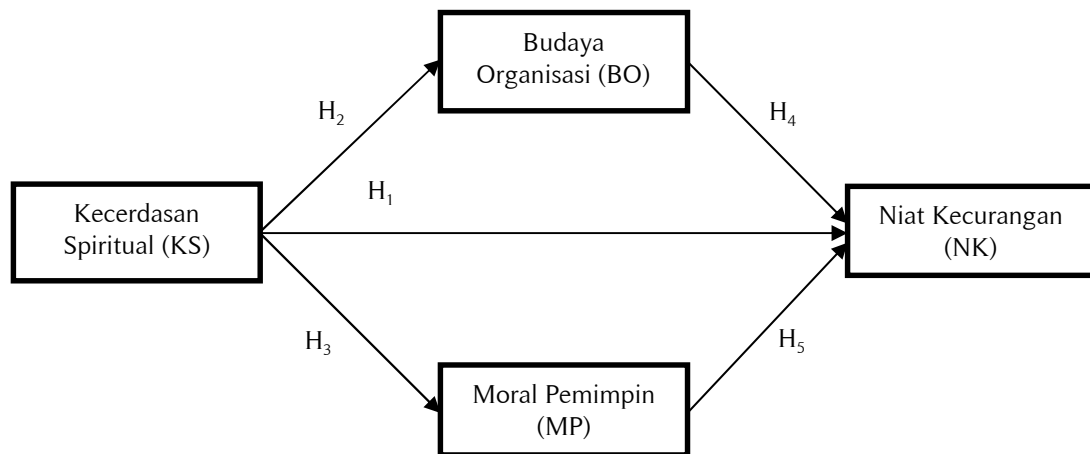 Budaya
Organisasi (BO)
H2
H4
H1
Kecerdasan
Spiritual (KS)
Niat Kecurangan
(NK)
H3
H5
Moral Pemimpin
(MP)